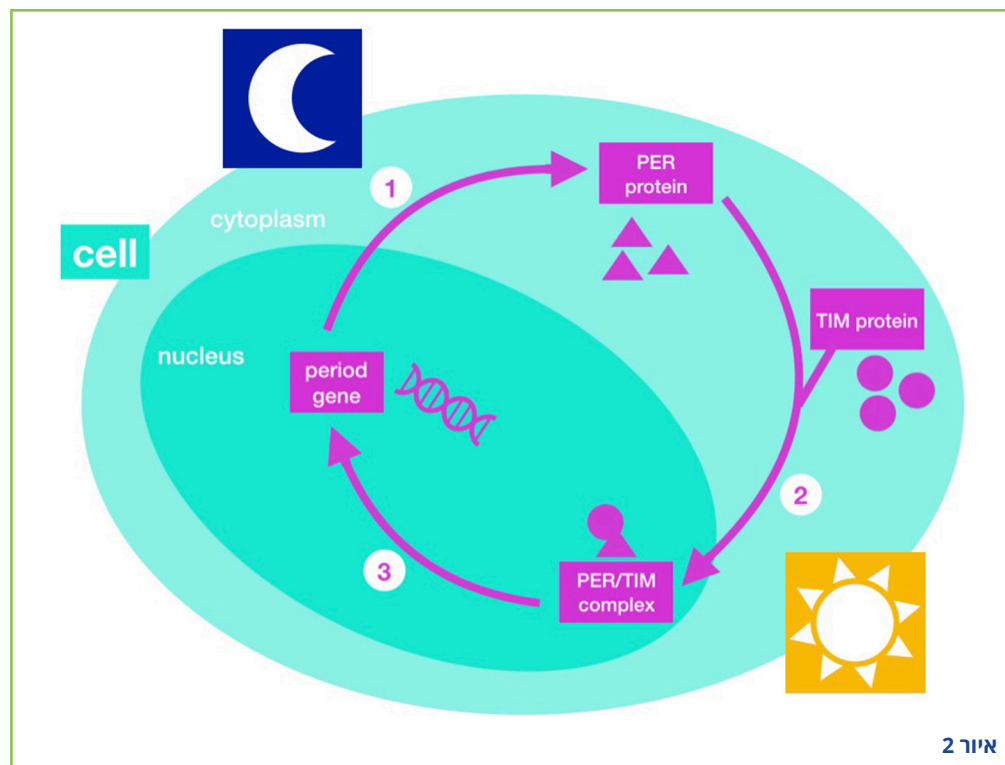 1
PER
protein
cytoplasm
cell
TIM protein
nucleus
period
gene
2
3
PER/TIM
complex
איור 2